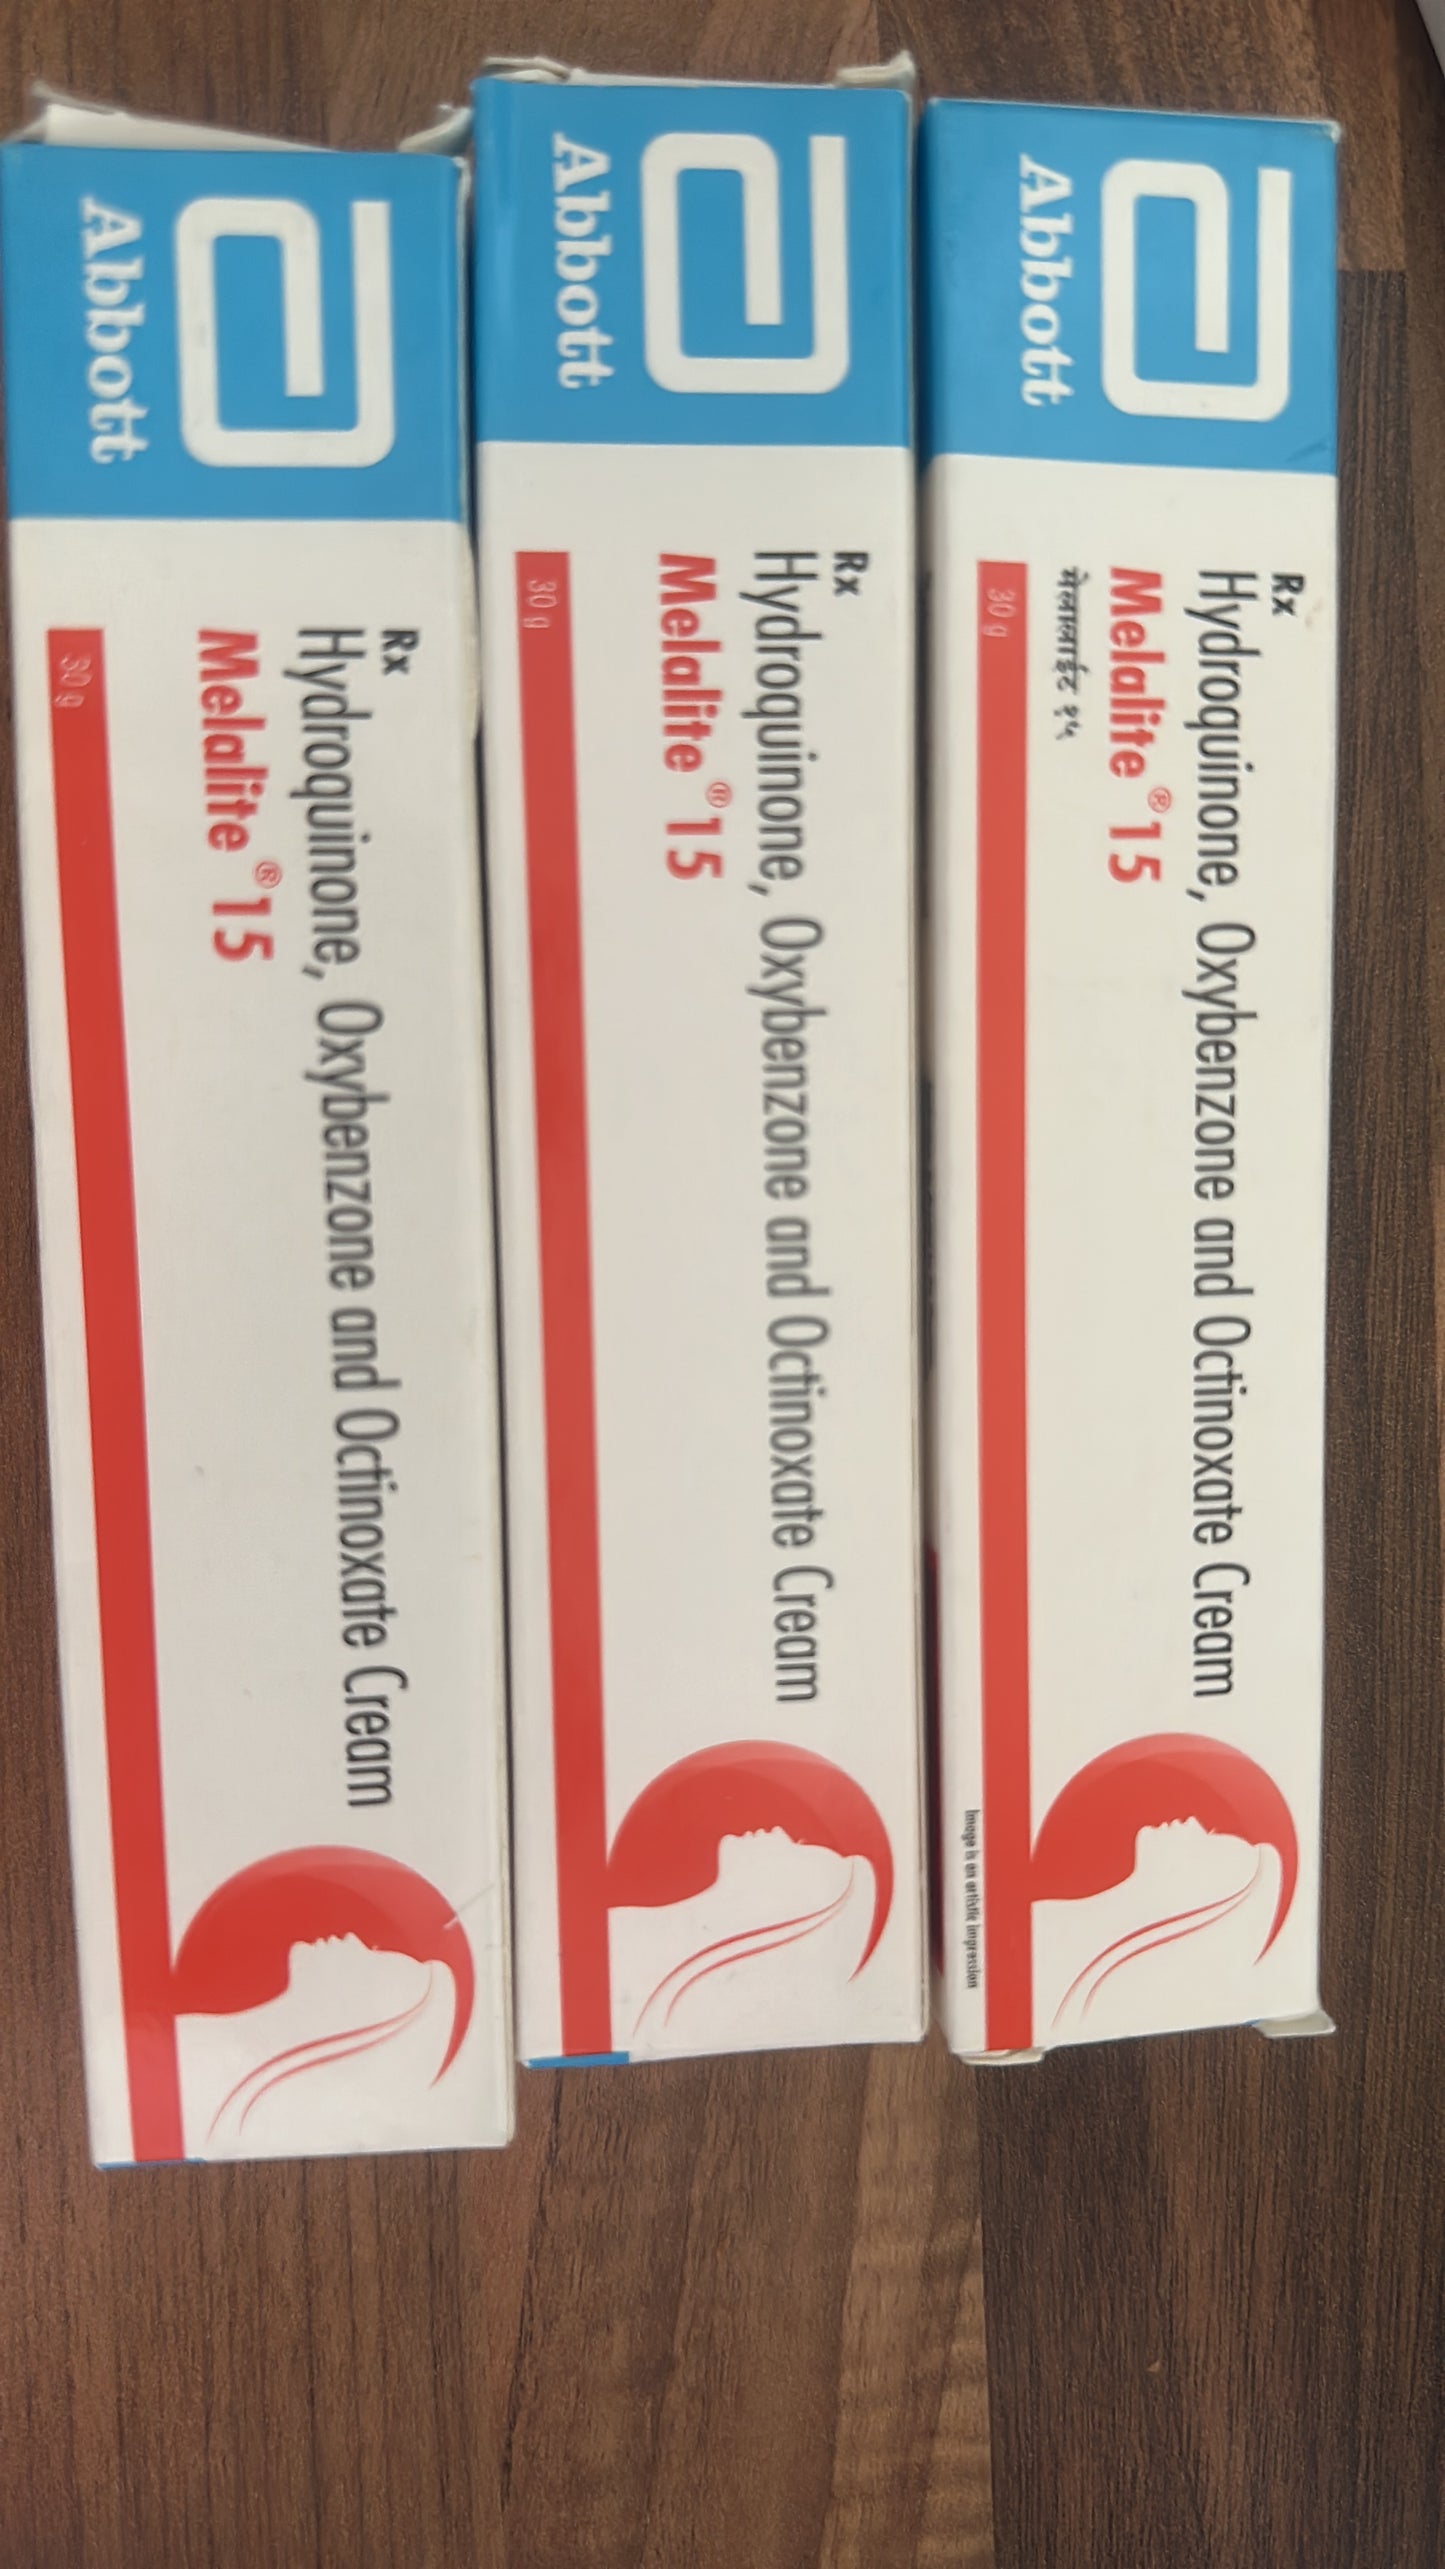 Abbott
Rx
Hydroquinone, Oxybenzone and Octinoxate Cream
Melalite ® 15
मेलालाईट १५
30 g
Image is an artistic impression
Abbott
Rx
Hydroquinone, Oxybenzone and Octinoxate Cream
Melalite ® 15
30 g
Abbott
Rx
Hydroquinone, Oxybenzone and Octinoxate Cream
Melalite ® 15
30 g